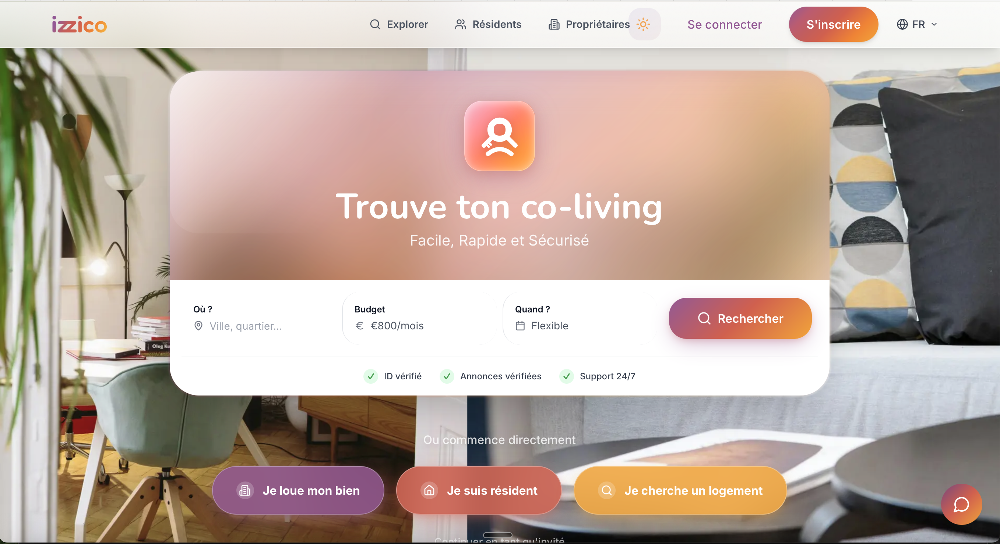 izzico
Explorer
Résidents
Propriétaires
Se connecter
S'inscrire
FR
Trouve ton co-living
Facile, Rapide et Sécurisé
Où ?
Ville, quartier...
Budget
€800/mois
Quand ?
Flexible
Rechercher
ID vérifié
Annonces vérifiées
Support 24/7
Oleg Ku
Ou commence directement
Je loue mon bien
Je suis résident
Je cherche un logement
Continuer en tant qu'invité